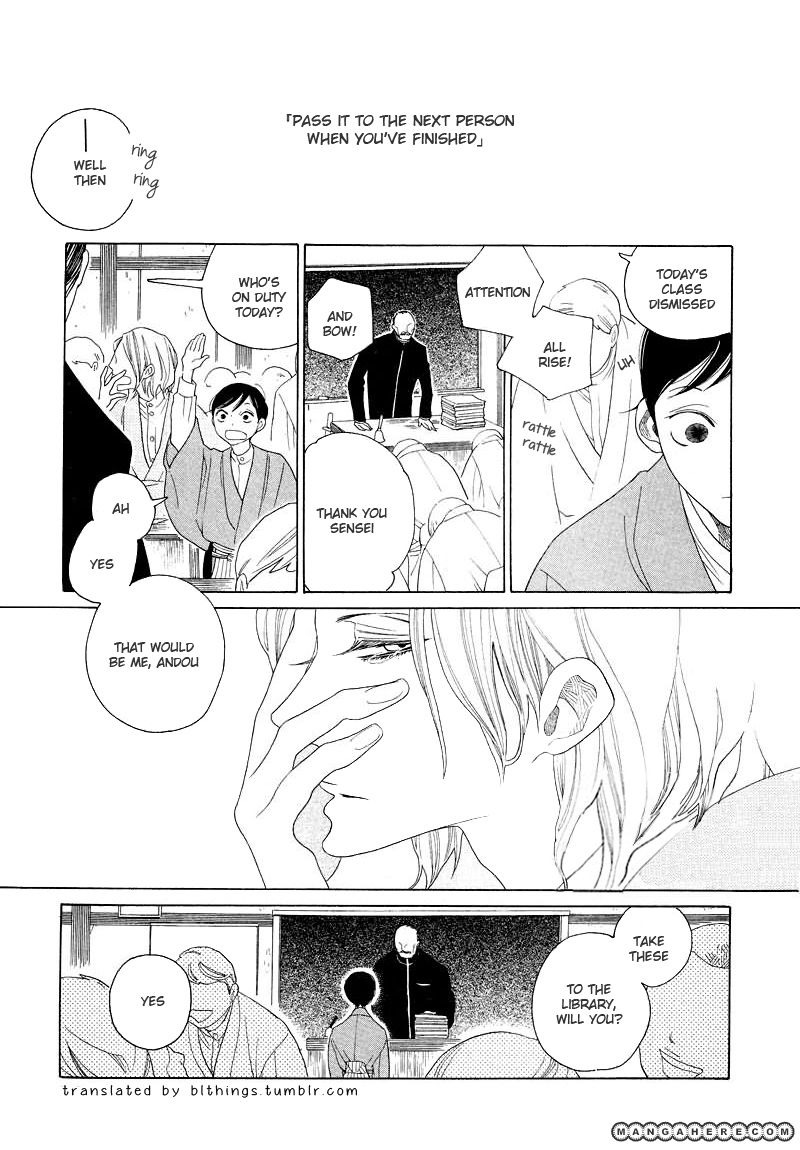 「PASS IT TO THE NEXT PERSON
WHEN YOU'VE FINISHED」
WELL
THEN
ring
ring
TODAY'S
CLASS
DISMISSED
ALL
RISE!
UH
rattle
rattle
ATTENTION
AND
BOW!
THANK YOU
SENSEI
WHO'S
ON DUTY
TODAY?
AH
YES
THAT WOULD
BE ME, ANDOU
TAKE
THESE
TO THE
LIBRARY,
WILL YOU?
YES
translated by blthings.tumblr.com
MANGAHERE.COM